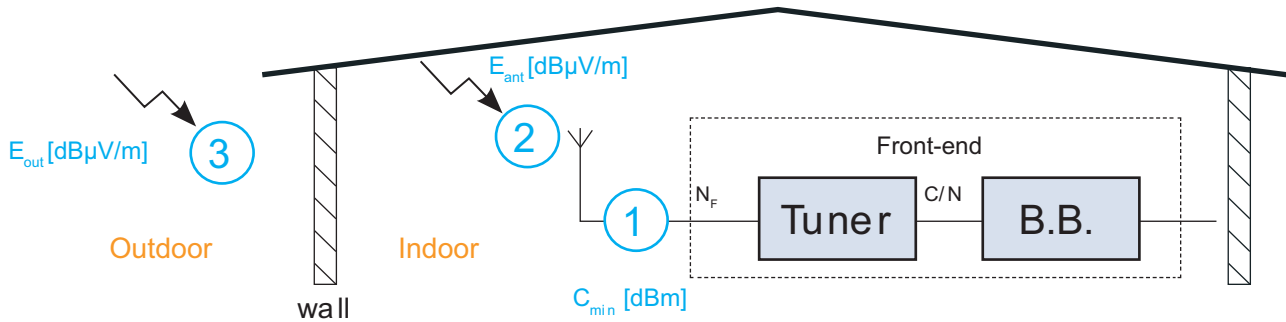 E_ant [dBµV/m]
2
E_out [dBµV/m]
3
Front-end
N_F
C/N
1
Tuner
B.B.
Outdoor
Indoor
C_min [dBm]
wall